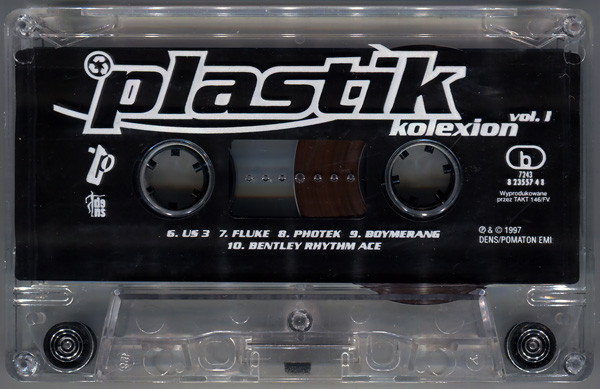 plastik
kolexion vol. 1
b
7243
8 23557 4 8
Wyprodukowane
przez TAKT 146/FV
6. US 3 7. FLUKE 8. PHOTEK 9. BOYMERANG
10. BENTLEY RHYTHM ACE
℗ & © 1997
DENS/POMATON EMI